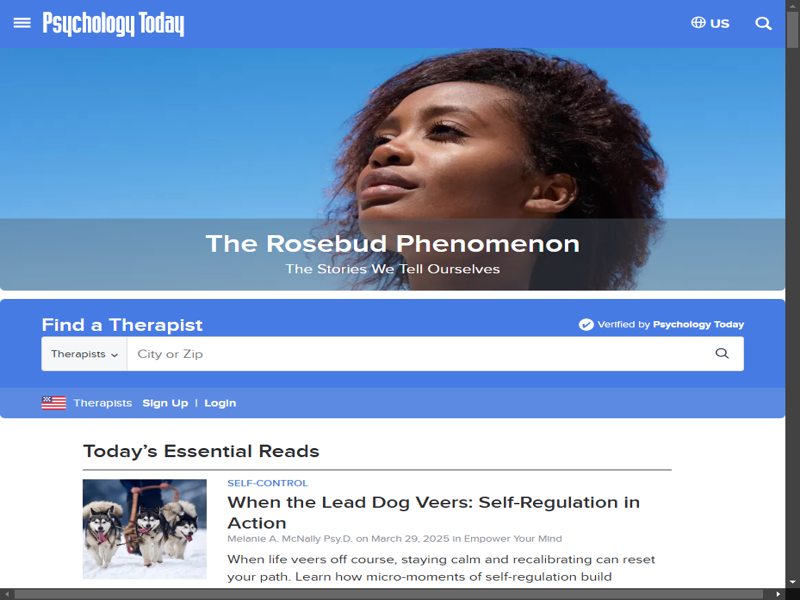 Psychology Today
US
The Rosebud Phenomenon
The Stories We Tell Ourselves
Find a Therapist
Verified by Psychology Today
Therapists
City or Zip
Therapists Sign Up | Login
Today's Essential Reads
SELF-CONTROL
When the Lead Dog Veers: Self-Regulation in
Action
Melanie A. McNally Psy.D. on March 29, 2025 in Empower Your Mind
When life veers off course, staying calm and recalibrating can reset
your path. Learn how micro-moments of self-regulation build